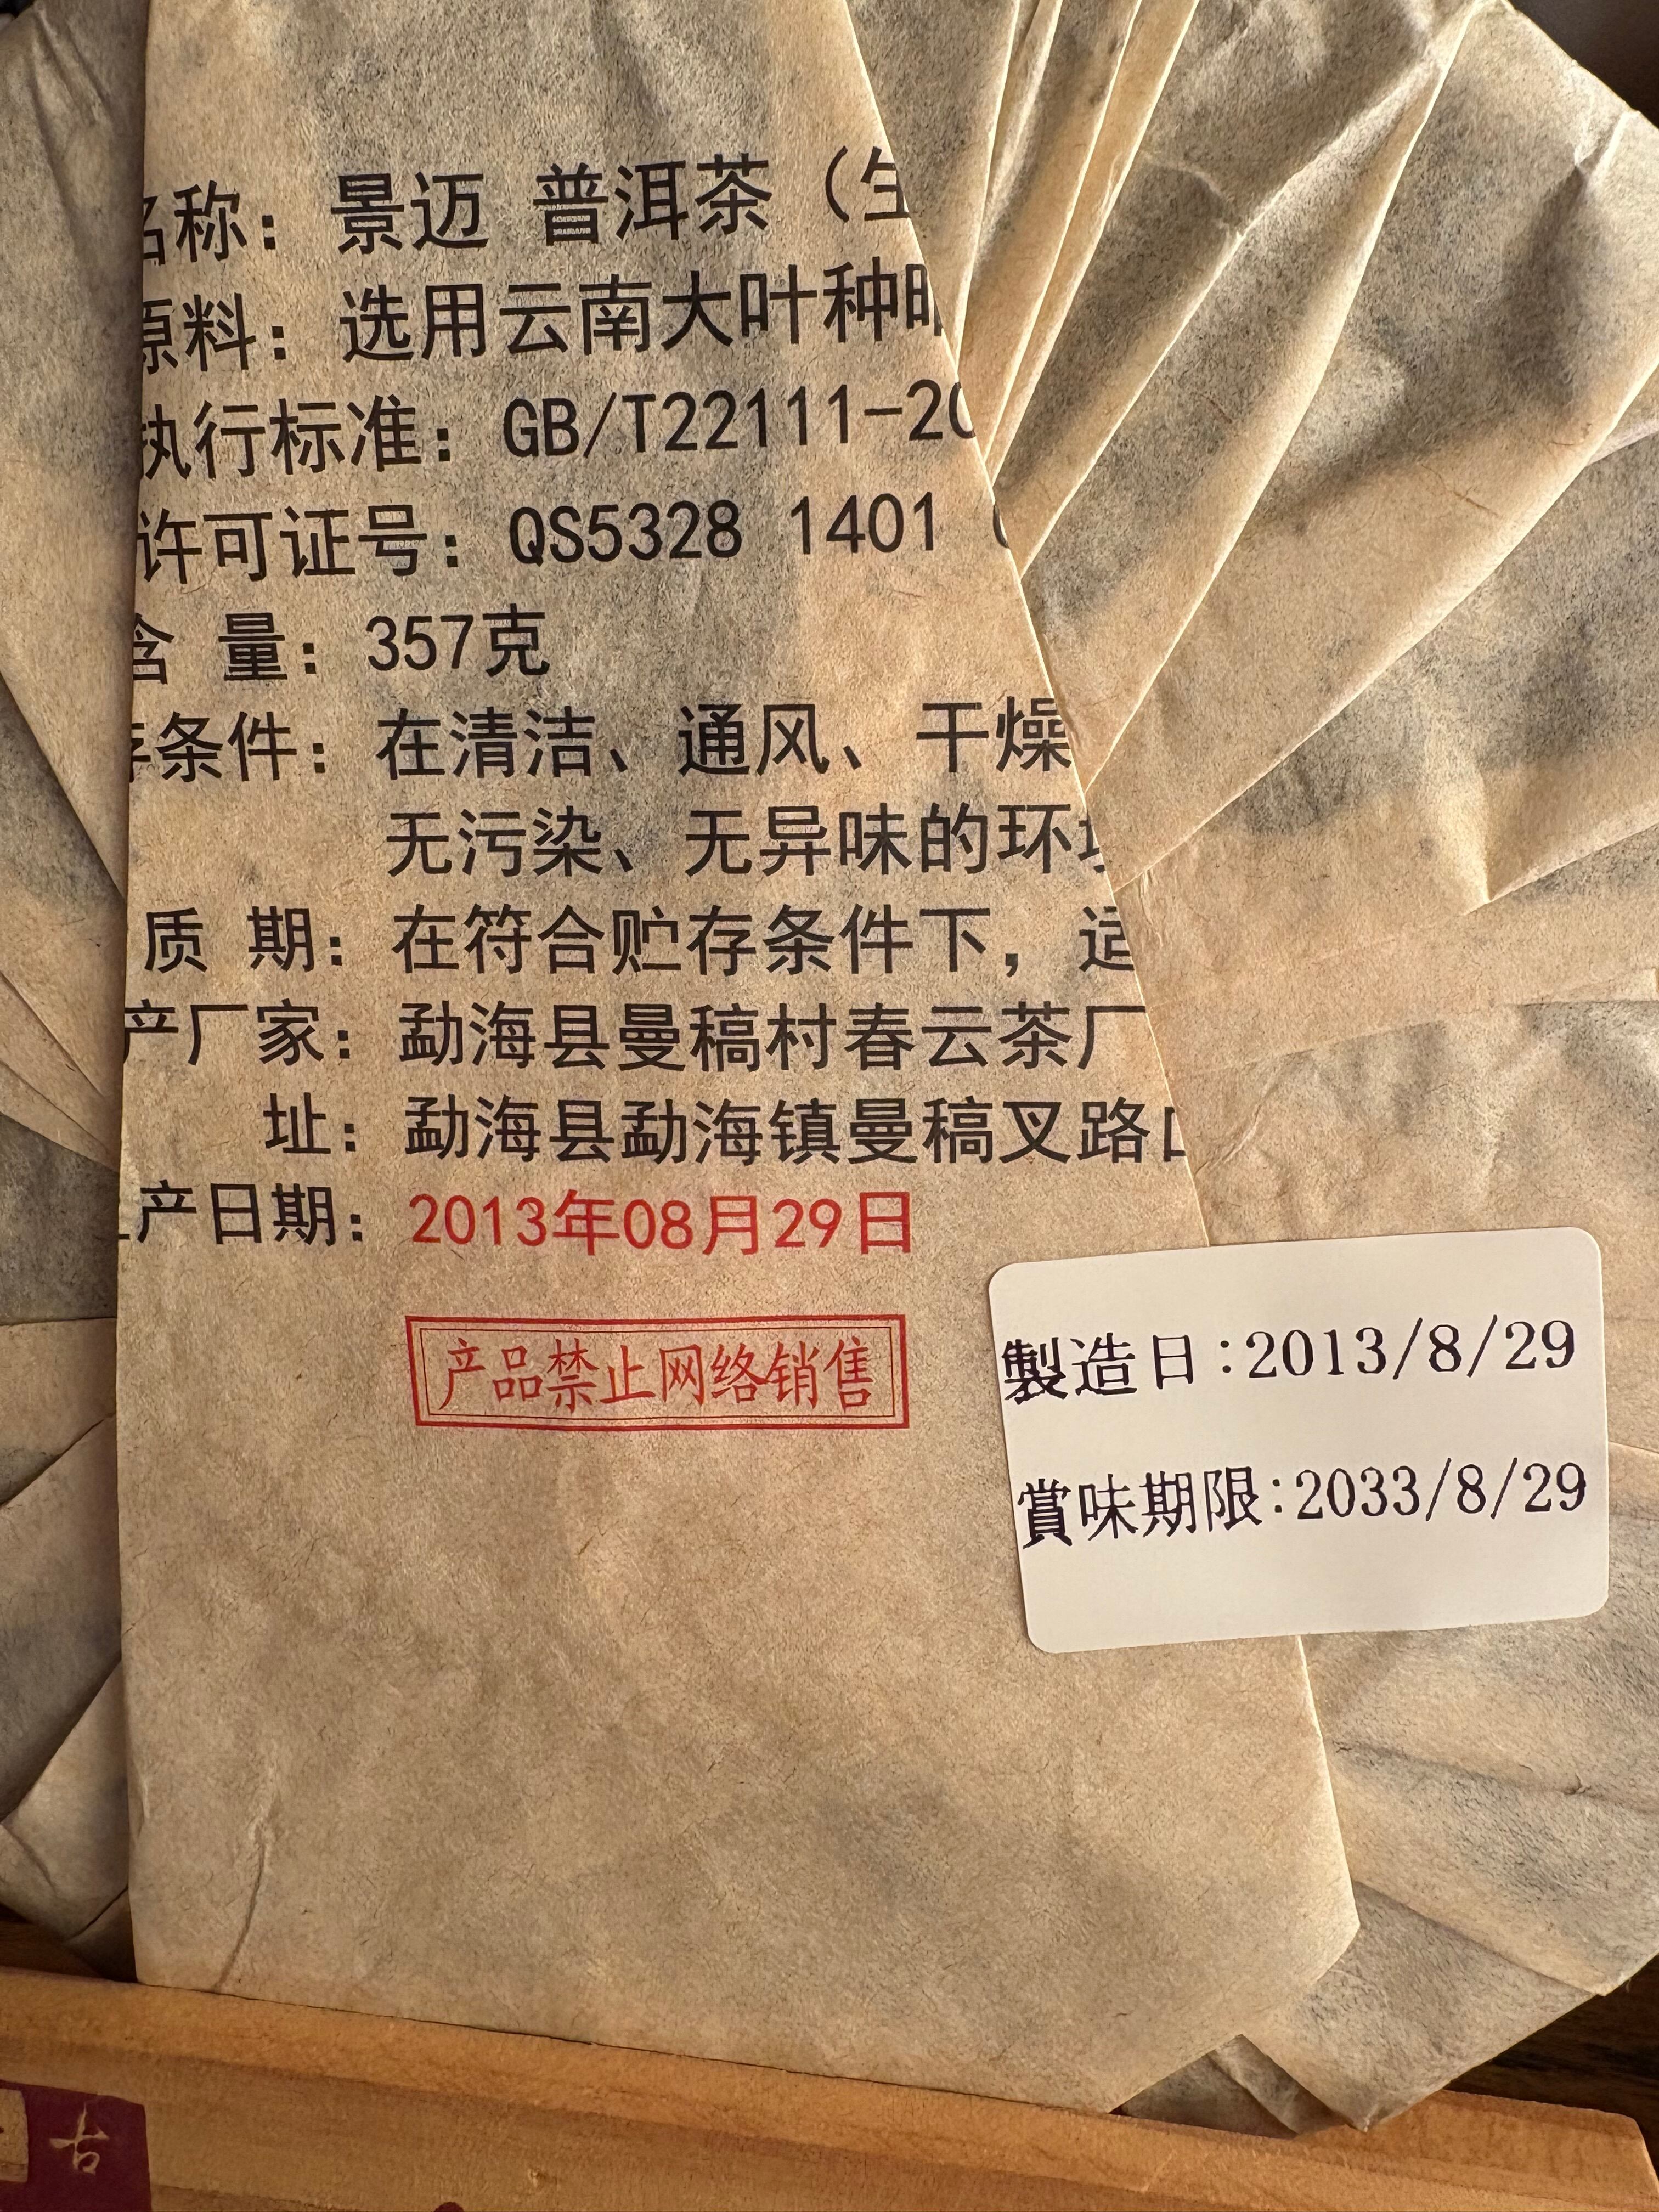 名称：景迈 普洱茶（生
原料：选用云南大叶种
执行标准：GB/T22111-20
许可证号：QS5328 1401
含 量：357克
存条件：在清洁、通风、干燥
无污染、无异味的环
质 期：在符合贮存条件下，适
产厂家：勐海县曼稿村春云茶厂
址：勐海县勐海镇曼稿叉路口
产日期：2013年08月29日
产品禁止网络销售
製造日:2013/8/29
賞味期限:2033/8/29
古